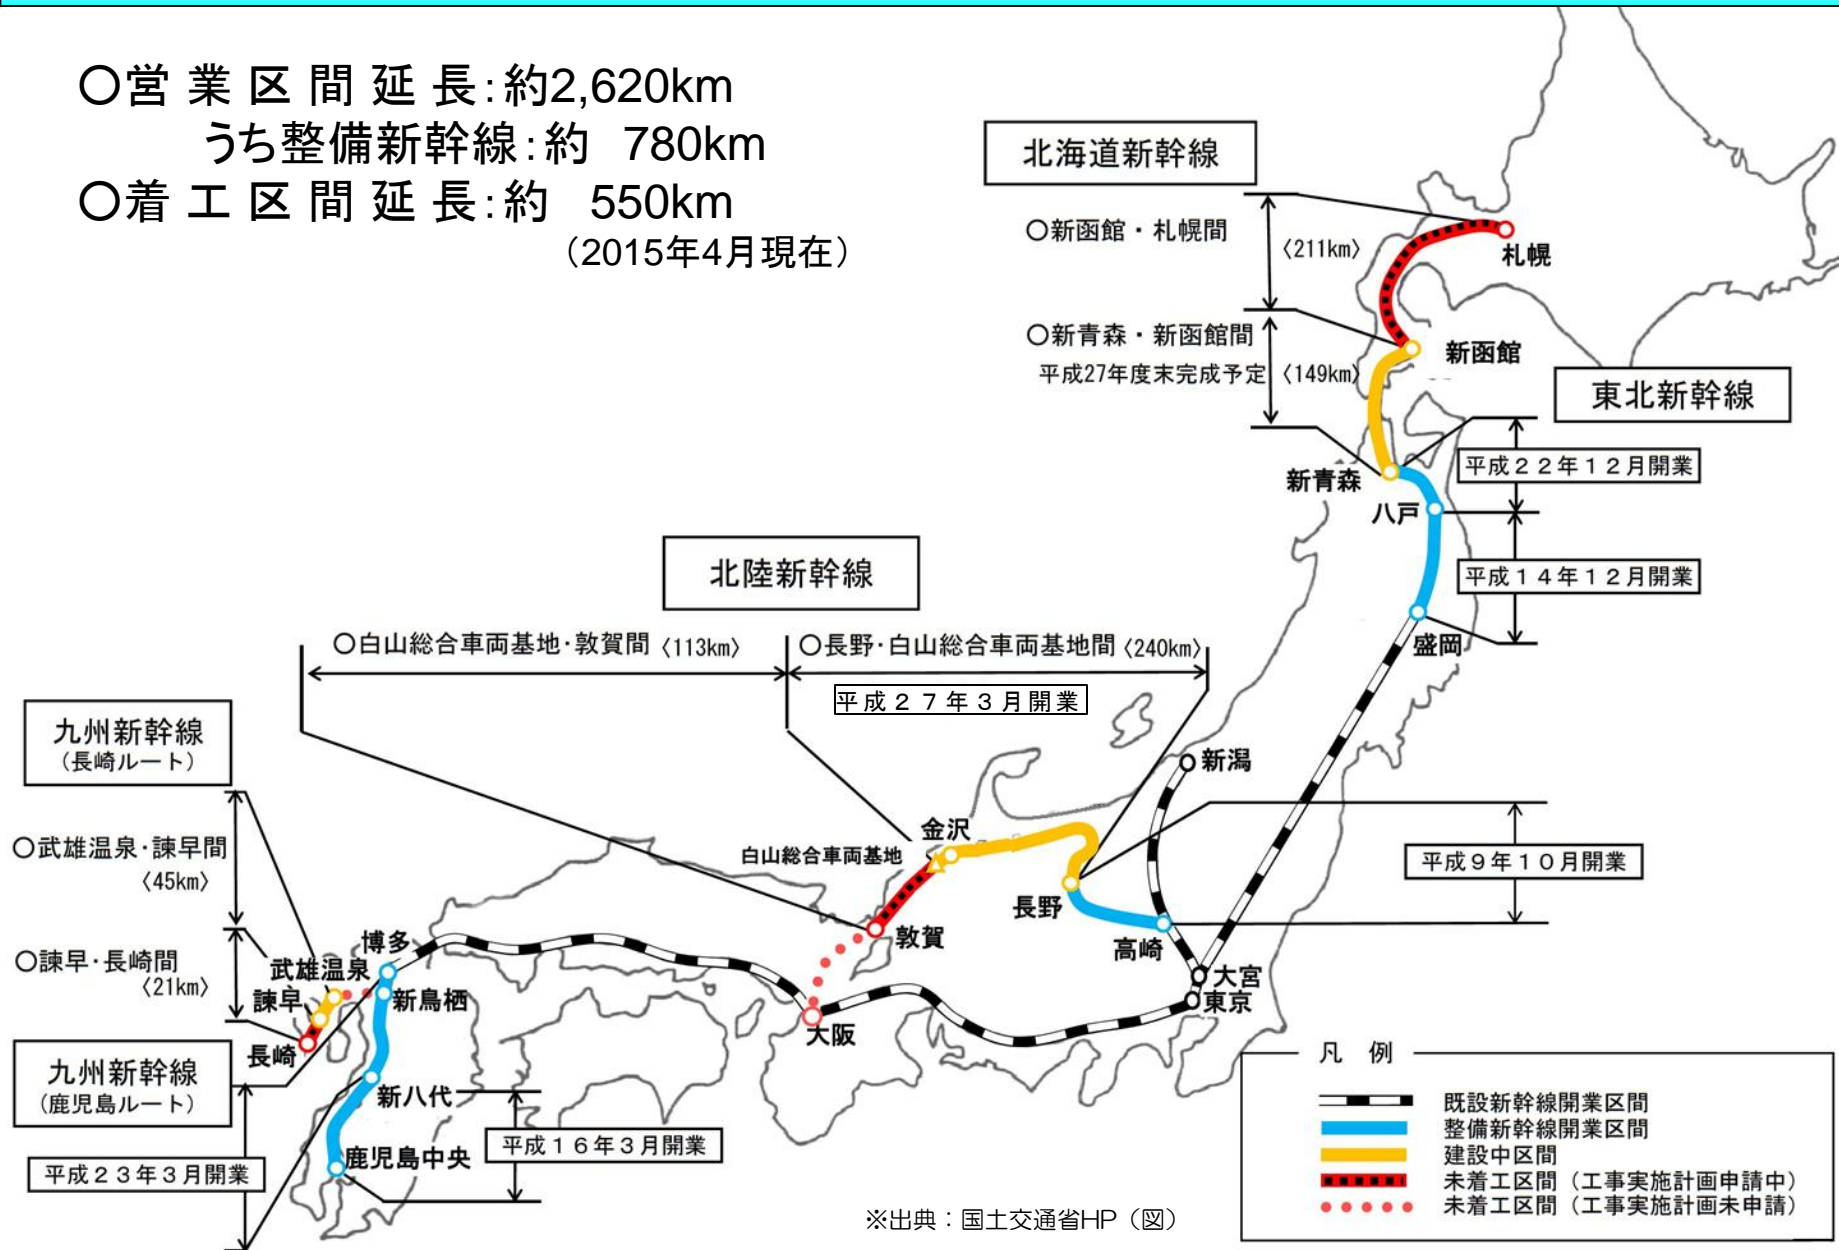 〇営業区間延長：約2,620km
うち整備新幹線：約 780km
〇着工区間延長：約 550km
（2015年4月現在）
北海道新幹線
〇新函館・札幌間
〈211km〉
札幌
〇新青森・新函館間
平成27年度末完成予定
〈149km〉
新函館
東北新幹線
新青森
平成２２年１２月開業
八戸
平成１４年１２月開業
盛岡
北陸新幹線
〇白山総合車両基地・敦賀間〈113km〉
〇長野・白山総合車両基地間〈240km〉
平成２７年３月開業
九州新幹線
（長崎ルート）
新潟
金沢
白山総合車両基地
〇武雄温泉・諫早間
〈45km〉
平成９年１０月開業
長野
敦賀
高崎
博多
〇諫早・長崎間
〈21km〉
武雄温泉
大宮
諫早
新鳥栖
東京
大阪
長崎
九州新幹線
（鹿児島ルート）
新八代
平成１６年３月開業
鹿児島中央
平成２３年３月開業
凡 例
既設新幹線開業区間
整備新幹線開業区間
建設中区間
未着工区間（工事実施計画申請中）
未着工区間（工事実施計画未申請）
※出典：国土交通省HP（図）